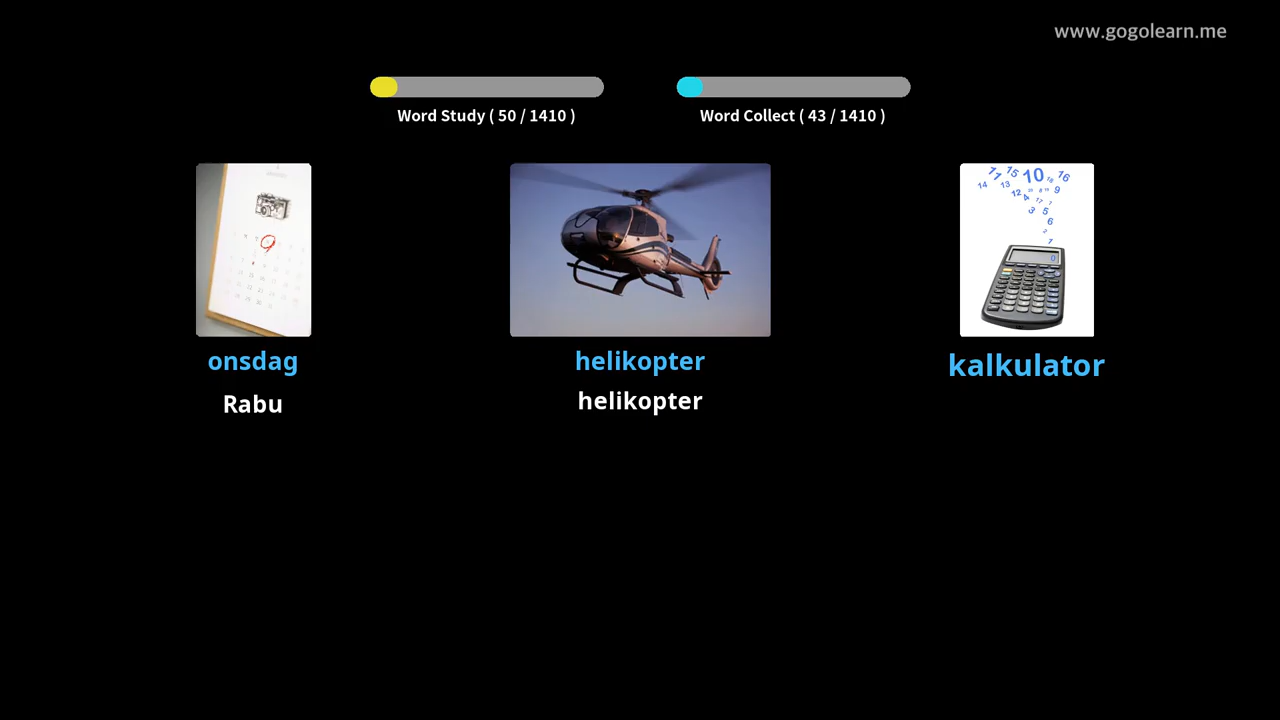 www.gogolearn.me
Word Study ( 50 / 1410 )
Word Collect ( 43 / 1410 )
onsdag
Rabu
helikopter
helikopter
kalkulator